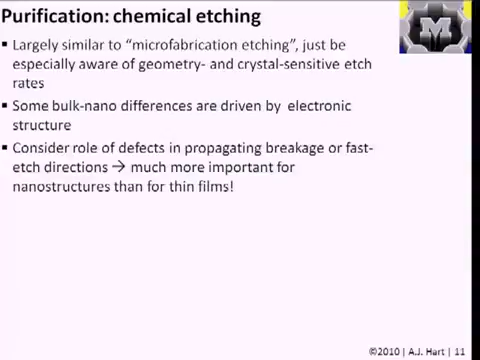 Purification: chemical etching
▪ Largely similar to “microfabrication etching”, just be
especially aware of geometry- and crystal-sensitive etch
rates
▪ Some bulk-nano differences are driven by electronic
structure
▪ Consider role of defects in propagating breakage or fast-
etch directions → much more important for
nanostructures than for thin films!
M
©2010 | A.J. Hart | 11